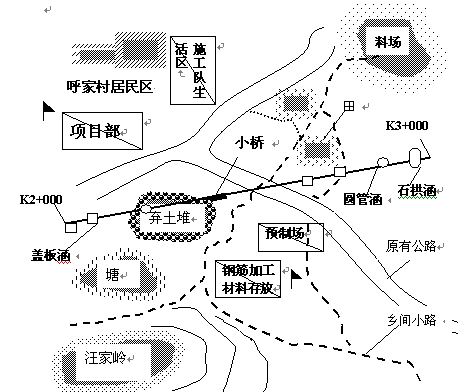 料场
施工队生
活区
呼家村居民区
项目部
田
小桥
K3+000
K2+000
石拱涵
圆管涵
弃土堆
预制场
原有公路
盖板涵
塘
钢筋加工
材料存放
乡间小路
汪家岭